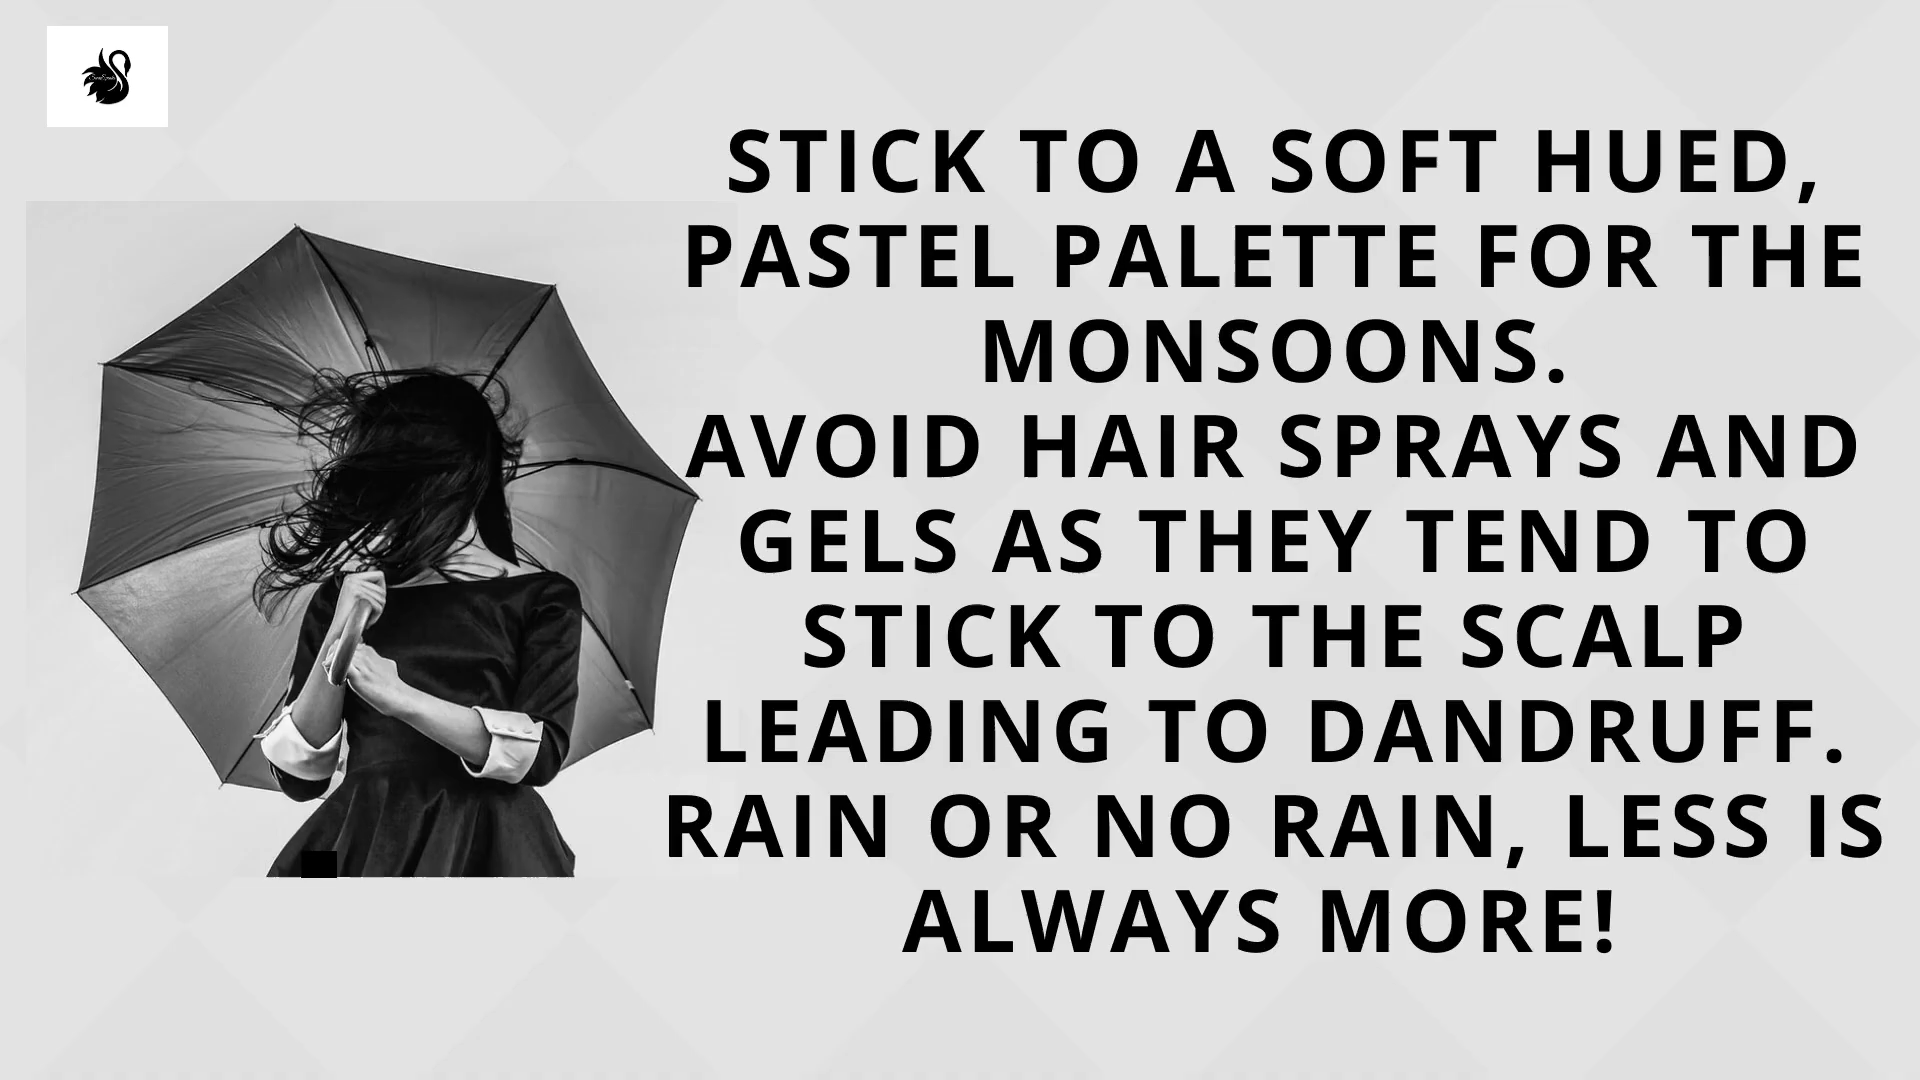 STICK TO A SOFT HUED,
PASTEL PALETTE FOR THE
MONSOONS.
AVOID HAIR SPRAYS AND
GELS AS THEY TEND TO
STICK TO THE SCALP
LEADING TO DANDRUFF.
RAIN OR NO RAIN, LESS IS
ALWAYS MORE!